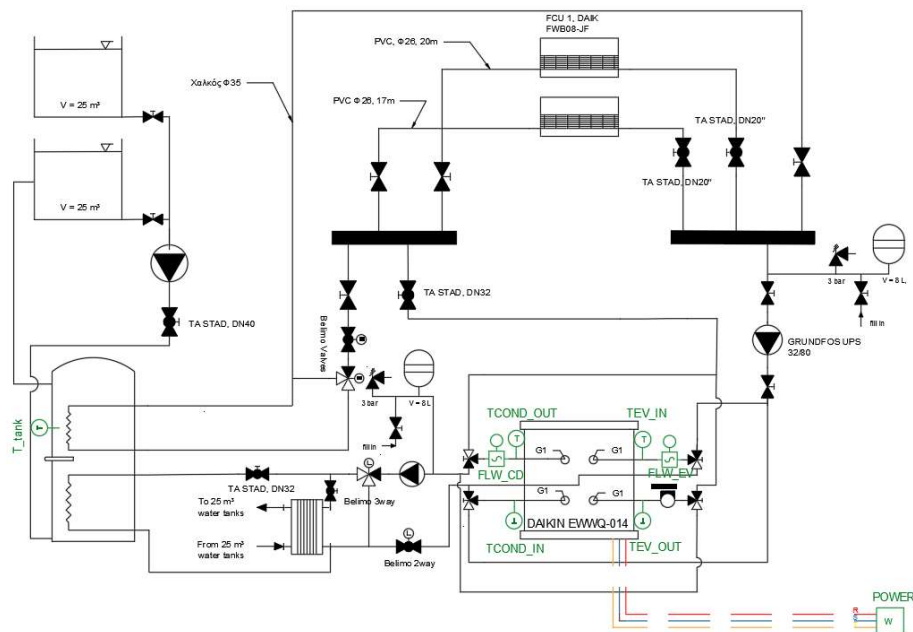 FCU 1, DAIK
FWB08-JF
PVC, Φ26, 20m
Χαλκός Φ35
V = 25 m³
PVC Φ26, 17m
TA STAD, DN20"
TA STAD, DN20"
V = 25 m³
3 bar
V = 8 L,
TA STAD, DN32
TA STAD, DN40
fill in
Belimo Valves
GRUNDFOS UPS
32/80
3 bar
V = 8 L
TCOND_OUT
TEV_IN
T
T_tank
fill in
T
T
G1
G1
FLW_CD
FLW_EV
TA STAD, DN32
L
Belimo 3way
To 25 m³
water tanks
G1
G1
DAIKIN EWWQ-014
T
T
From 25 m³
water tanks
L
Belimo 2way
TCOND_IN
TEV_OUT
POWER
R
S
W